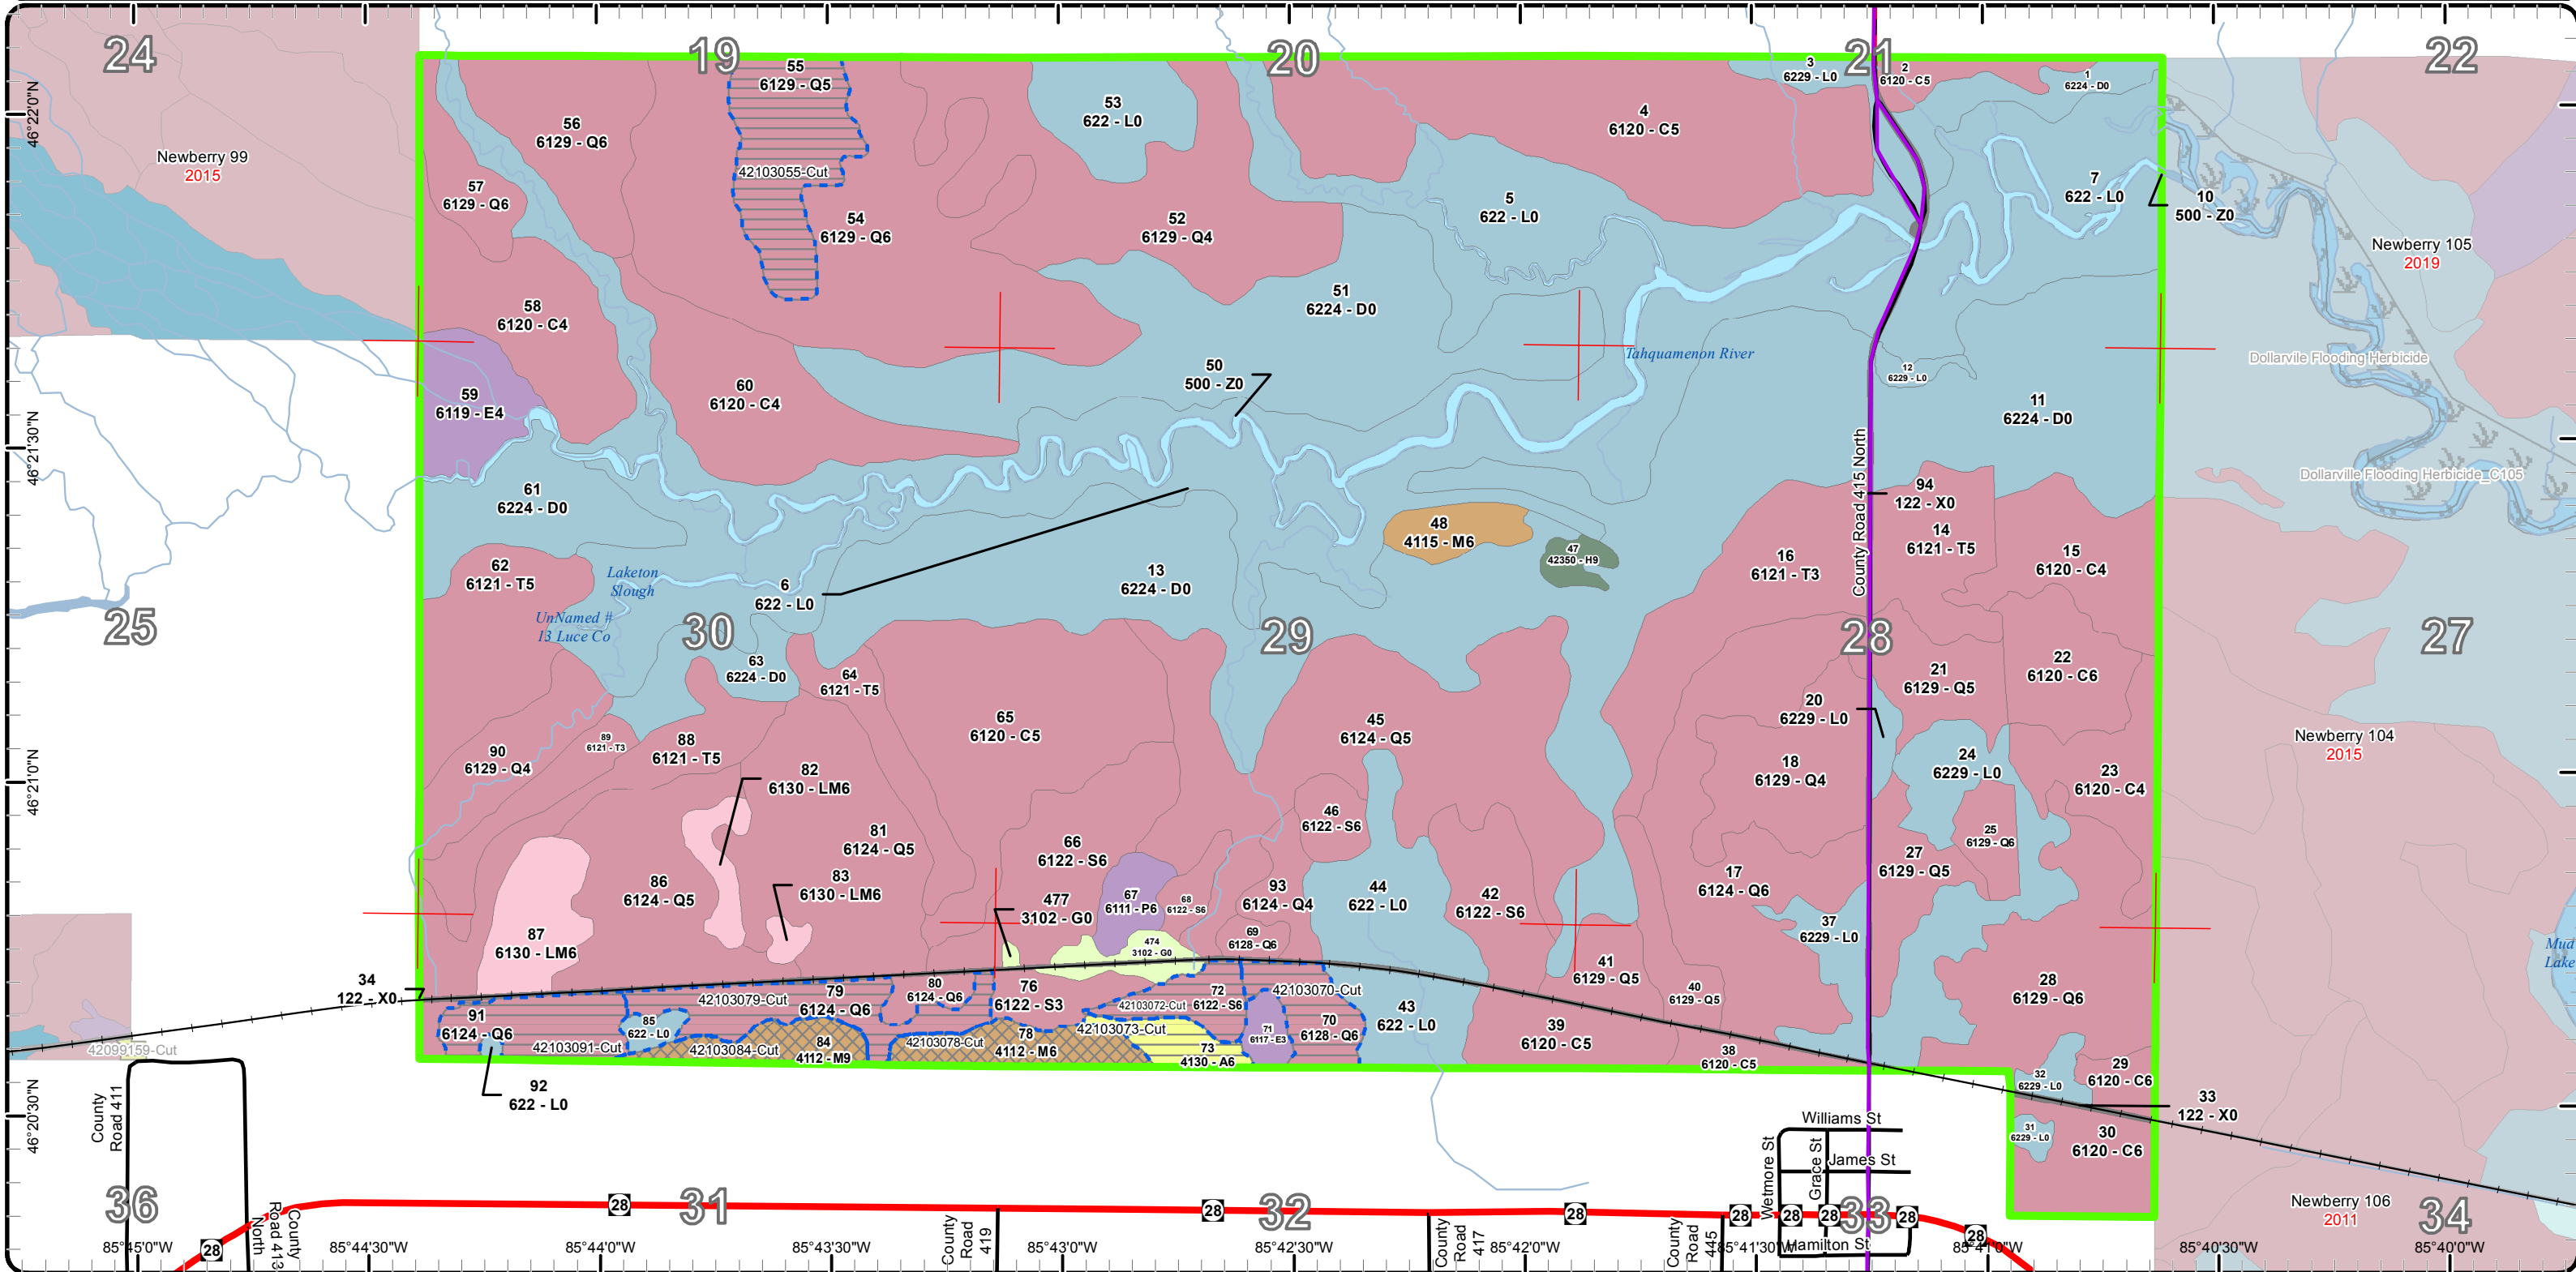 24
19
20
21
22
55
6129 - Q5
53
622 - L0
3
6229 - L0
2
6120 - C5
1
6224 - D0
46°22'0"N
56
6129 - Q6
4
6120 - C5
Newberry 99
2015
42103055-Cut
57
6129 - Q6
54
6129 - Q6
52
6129 - Q4
5
622 - L0
7
622 - L0
10
500 - Z0
Newberry 105
2019
58
6120 - C4
51
6224 - D0
Tahquamenon River
Dollarville Flooding Herbicide
12
6229 - L0
59
6119 - E4
60
6120 - C4
50
500 - Z0
11
6224 - D0
46°21'30"N
County Road 415 North
Dollarville Flooding Herbicide_C105
61
6224 - D0
94
122 - X0
48
4115 - M6
14
6121 - T5
47
42350 - H9
16
6121 - T3
15
6120 - C4
62
6121 - T5
Laketon
Slough
6
622 - L0
13
6224 - D0
UnNamed #
13 Luce Co
25
30
29
28
27
63
6224 - D0
64
6121 - T5
21
6129 - Q5
22
6120 - C6
20
6229 - L0
65
6120 - C5
45
6124 - Q5
90
6129 - Q4
89
6121 - T3
88
6121 - T5
82
6130 - LM6
18
6129 - Q4
24
6229 - L0
23
6120 - C4
Newberry 104
2015
46°21'0"N
46
6122 - S6
81
6124 - Q5
66
6122 - S6
25
6129 - Q6
27
6129 - Q5
86
6124 - Q5
83
6130 - LM6
477
3102 - G0
67
6111 - P6
68
6122 - S6
93
6124 - Q4
44
622 - L0
42
6122 - S6
17
6124 - Q6
37
6229 - L0
87
6130 - LM6
474
3102 - G0
69
6128 - Q6
Mud
Lake
41
6129 - Q5
40
6129 - Q5
28
6129 - Q6
34
122 - X0
42103079-Cut
79
6124 - Q6
80
6124 - Q6
76
6122 - S3
72
6122 - S6
42103072-Cut
42103070-Cut
91
6124 - Q6
85
622 - L0
42103073-Cut
71
6117 - E3
70
6128 - Q6
43
622 - L0
39
6120 - C5
38
6120 - C5
42099159-Cut
42103091-Cut
42103084-Cut
84
4112 - M9
42103078-Cut
78
4112 - M6
73
4130 - A6
32
6229 - L0
29
6120 - C6
92
622 - L0
33
122 - X0
46°20'30"N
County
Road 411
Williams St
31
6229 - L0
30
6120 - C6
Wetmore St
Grace St
James St
36
31
32
33
34
Newberry 106
2011
28
28
28
28
28
28
28
28
28
County
Road 413
North
County
Road
419
County
Road
417
County
Road
445
Hamilton St
85°45'0"W
85°44'30"W
85°44'0"W
85°43'30"W
85°43'0"W
85°42'30"W
85°42'0"W
85°41'30"W
85°41'0"W
85°40'30"W
85°40'0"W